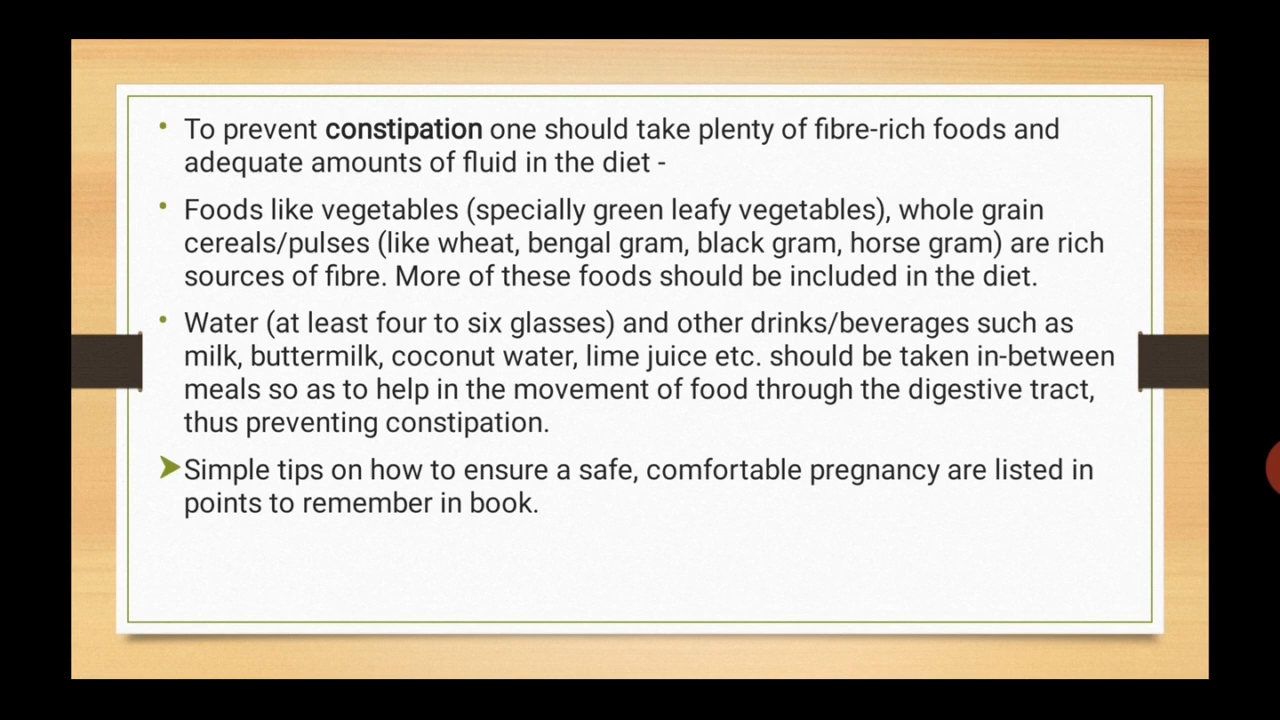 • To prevent constipation one should take plenty of fibre-rich foods and
adequate amounts of fluid in the diet -
• Foods like vegetables (specially green leafy vegetables), whole grain
cereals/pulses (like wheat, bengal gram, black gram, horse gram) are rich
sources of fibre. More of these foods should be included in the diet.
• Water (at least four to six glasses) and other drinks/beverages such as
milk, buttermilk, coconut water, lime juice etc. should be taken in-between
meals so as to help in the movement of food through the digestive tract,
thus preventing constipation.
➤Simple tips on how to ensure a safe, comfortable pregnancy are listed in
points to remember in book.